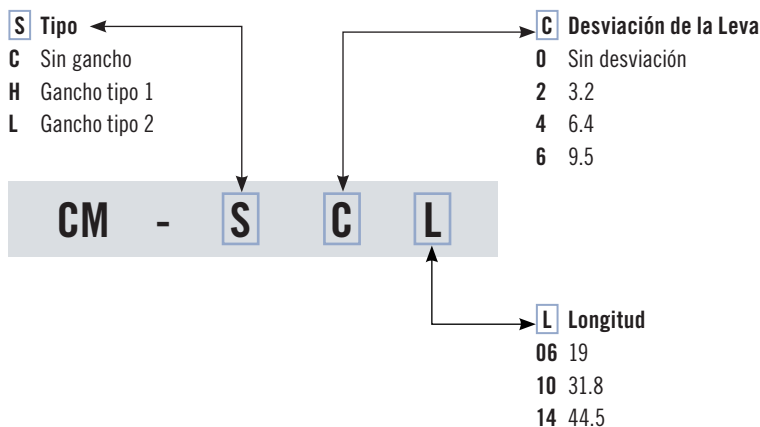 S Tipo
C Sin gancho
H Gancho tipo 1
L Gancho tipo 2
C Desviación de la Leva
0 Sin desviación
2 3.2
4 6.4
6 9.5
CM - S C L
L Longitud
06 19
10 31.8
14 44.5